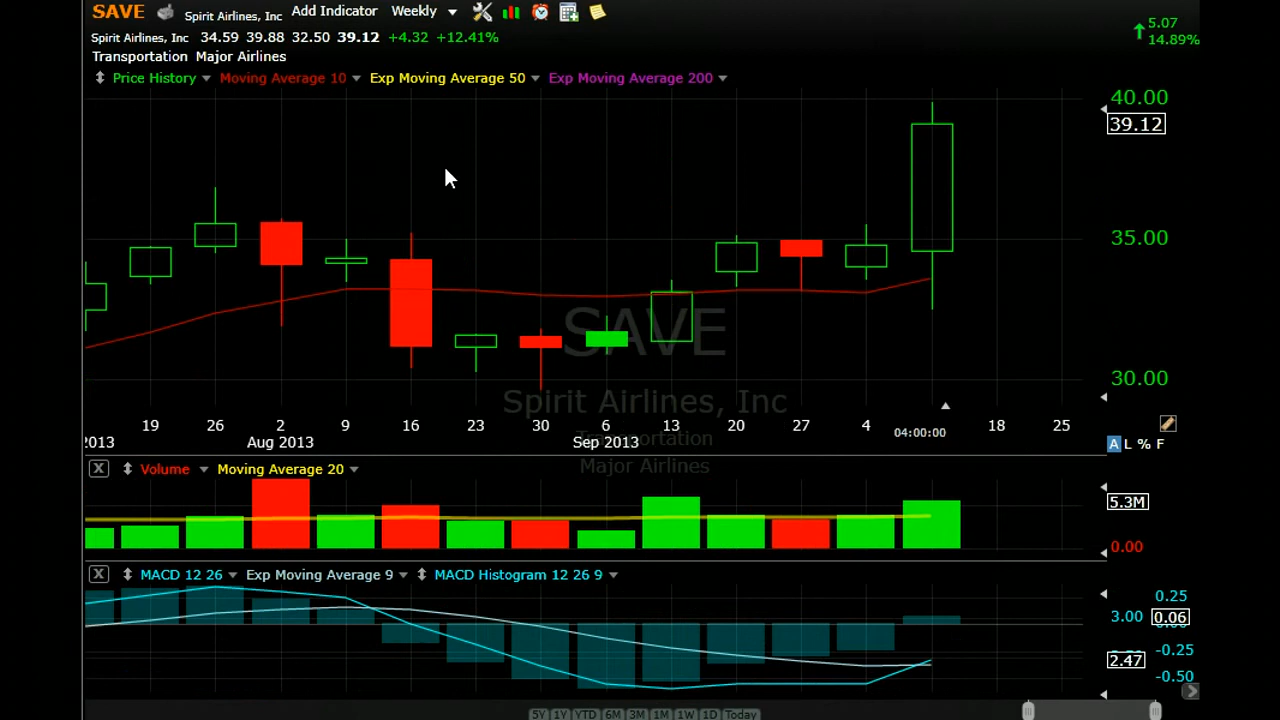 SAVE Spirit Airlines, Inc Add Indicator Weekly
Spirit Airlines, Inc 34.59 39.88 32.50 39.12 +4.32 +12.41%
5.07
14.89%
Transportation Major Airlines
Price History Moving Average 10 Exp Moving Average 50 Exp Moving Average 200
40.00
39.12
35.00
30.00
SAVE
Spirit Airlines, Inc
Transportation
Major Airlines
19 26 2 9 16 23 30 6 13 20 27 4 04:00:00 18 25
2013 Aug 2013 Sep 2013
A L % F
X Volume Moving Average 20
5.3M
0.00
X MACD 12 26 Exp Moving Average 9 MACD Histogram 12 26 9
0.25
3.00 0.06
-0.25
2.47
-0.50
5Y 1Y YTD 6M 3M 1M 1W 1D Today